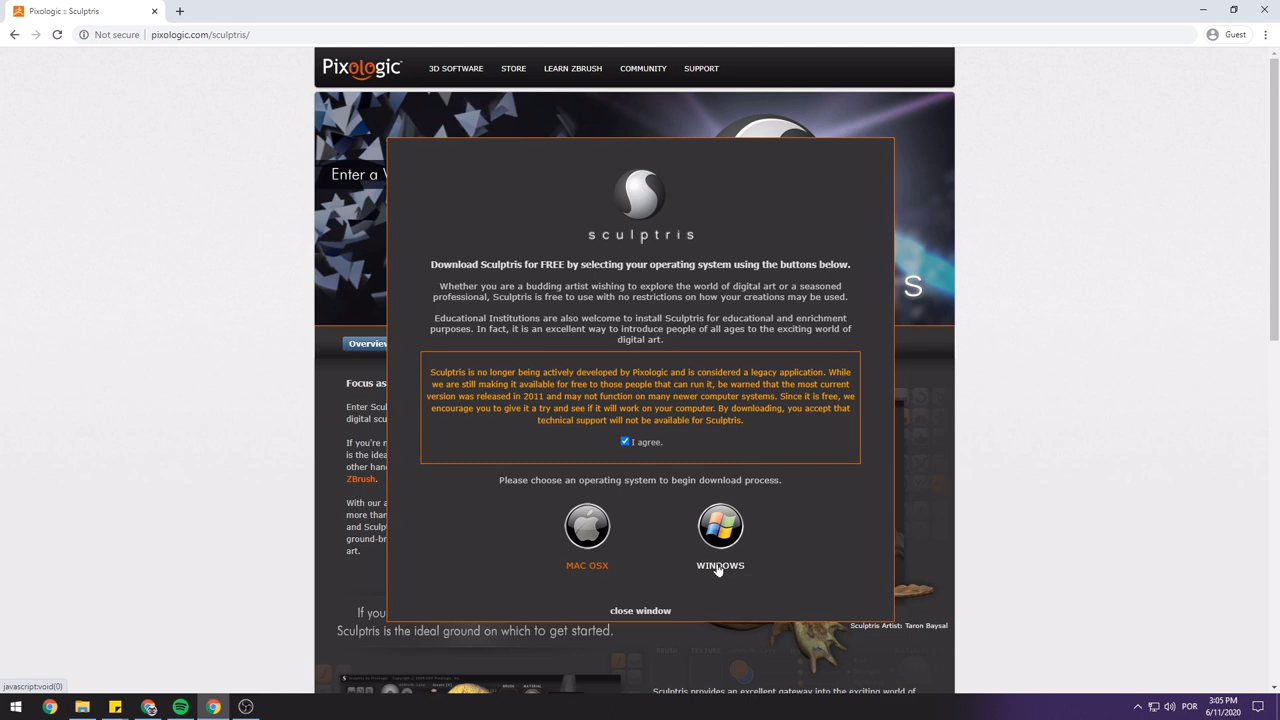 Pixologic :: Sculptris
Not secure
pixologic.com/sculptris/
Guest
Pixologic
3D SOFTWARE
STORE
LEARN ZBRUSH
COMMUNITY
SUPPORT
Enter a
S
sculptris
Download Sculptris for FREE by selecting your operating system using the buttons below.
Whether you are a budding artist wishing to explore the world of digital art or a seasoned
professional, Sculptris is free to use with no restrictions on how your creations may be used.
Educational Institutions are also welcome to install Sculptris for educational and enrichment
purposes. In fact, it is an excellent way to introduce people of all ages to the exciting world of
digital art.
Sculptris is no longer being actively developed by Pixologic and is considered a legacy application. While
we are still making it available for free to those people that can run it, be warned that the most current
version was released in 2011 and may not function on many newer computer systems. Since it is free, we
encourage you to give it a try and see if it will work on your computer. By downloading, you accept that
technical support will not be available for Sculptris.
I agree.
Please choose an operating system to begin download process.
MAC OSX
WINDOWS
close window
Overview
Focus as
Enter Scul
digital scu
If you're n
is the idea
other hand
ZBrush.
With our a
more than
and Sculpt
ground-br
art.
If you
Sculptris is the ideal ground on which to get started.
Sculptris Artist: Taron Baysal
BRUSH
TEXTURE
BRUSH
MATERIAL
Sculptris provides an excellent gateway into the exciting world of
javascript:void(0)
POR
3:05 PM
6/11/2020